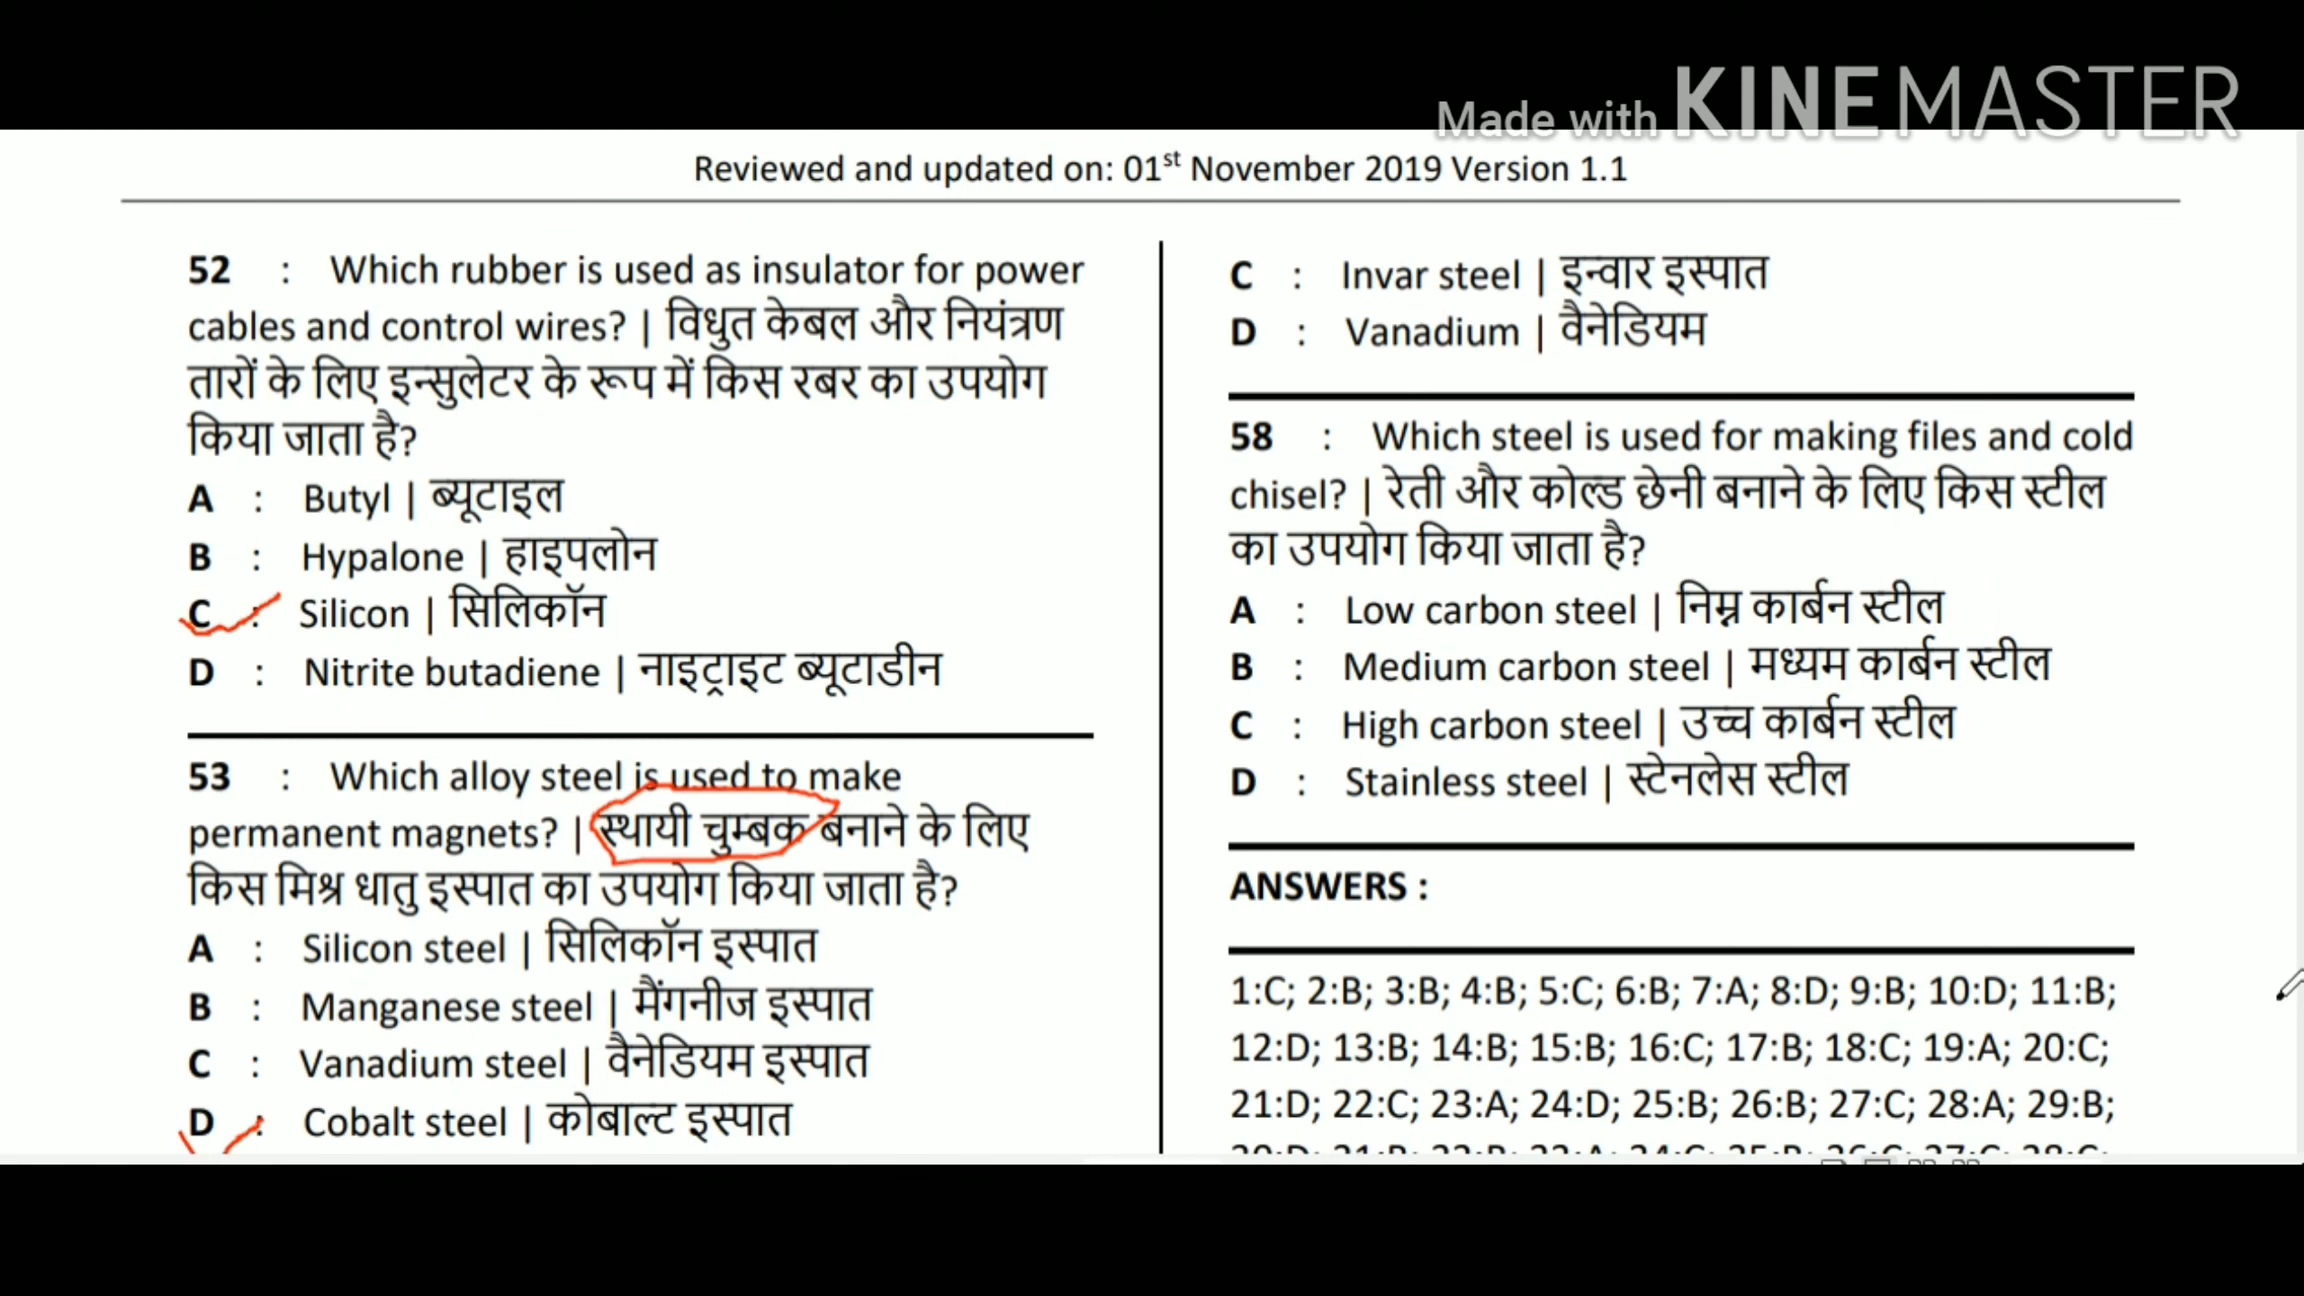 Made with KINEMASTER
Reviewed and updated on: 01st November 2019 Version 1.1
52 : Which rubber is used as insulator for power
cables and control wires? | विधुत केबल और नियंत्रण
तारों के लिए इन्सुलेटर के रूप में किस रबर का उपयोग
किया जाता है?
A : Butyl | ब्यूटाइल
B : Hypalone | हाइपलोन
C : Silicon | सिलिकॉन
D : Nitrite butadiene | नाइट्राइट ब्यूटाडीन
53 : Which alloy steel is used to make
permanent magnets? | स्थायी चुम्बक बनाने के लिए
किस मिश्र धातु इस्पात का उपयोग किया जाता है?
A : Silicon steel | सिलिकॉन इस्पात
B : Manganese steel | मैंगनीज इस्पात
C : Vanadium steel | वैनेडियम इस्पात
D : Cobalt steel | कोबाल्ट इस्पात
C : Invar steel | इन्वार इस्पात
D : Vanadium | वैनेडियम
58 : Which steel is used for making files and cold
chisel? | रेती और कोल्ड छेनी बनाने के लिए किस स्टील
का उपयोग किया जाता है?
A : Low carbon steel | निम्न कार्बन स्टील
B : Medium carbon steel | मध्यम कार्बन स्टील
C : High carbon steel | उच्च कार्बन स्टील
D : Stainless steel | स्टेनलेस स्टील
ANSWERS :
1:C; 2:B; 3:B; 4:B; 5:C; 6:B; 7:A; 8:D; 9:B; 10:D; 11:B;
12:D; 13:B; 14:B; 15:B; 16:C; 17:B; 18:C; 19:A; 20:C;
21:D; 22:C; 23:A; 24:D; 25:B; 26:B; 27:C; 28:A; 29:B;